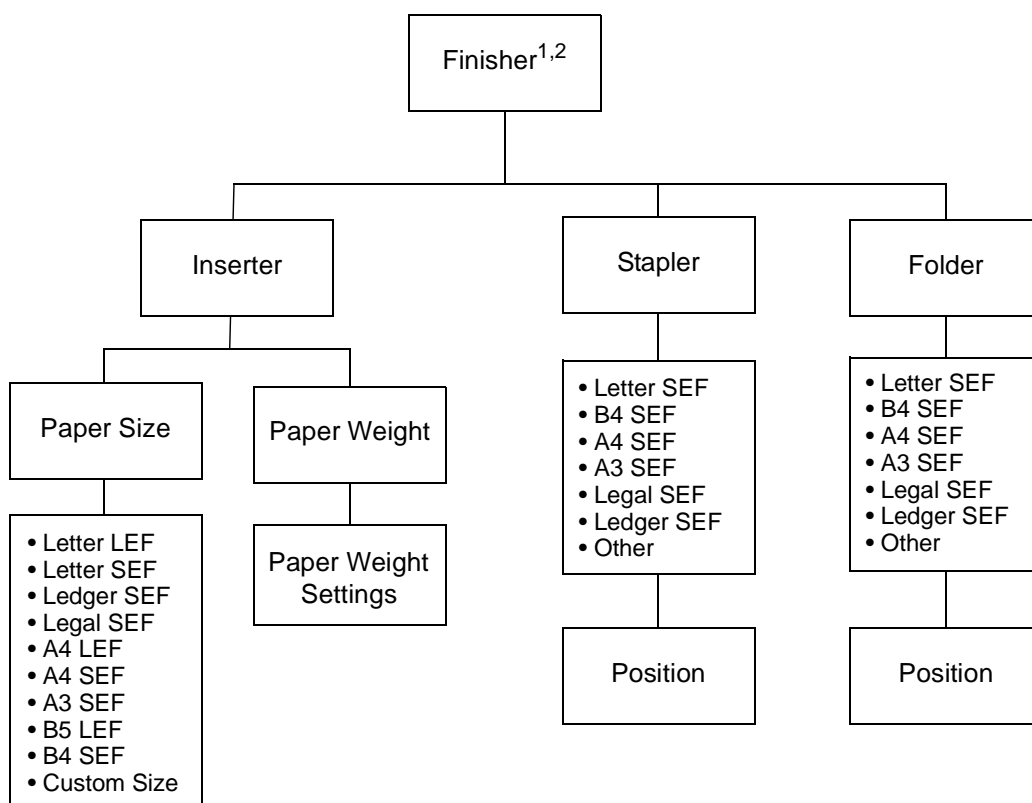 Finisher1,2
Inserter
Stapler
Folder
Paper Size
Paper Weight
• Letter LEF
• Letter SEF
• Ledger SEF
• Legal SEF
• A4 LEF
• A4 SEF
• A3 SEF
• B5 LEF
• B4 SEF
• Custom Size
Paper Weight
Settings
• Letter SEF
• B4 SEF
• A4 SEF
• A3 SEF
• Legal SEF
• Ledger SEF
• Other
Position
• Letter SEF
• B4 SEF
• A4 SEF
• A3 SEF
• Legal SEF
• Ledger SEF
• Other
Position